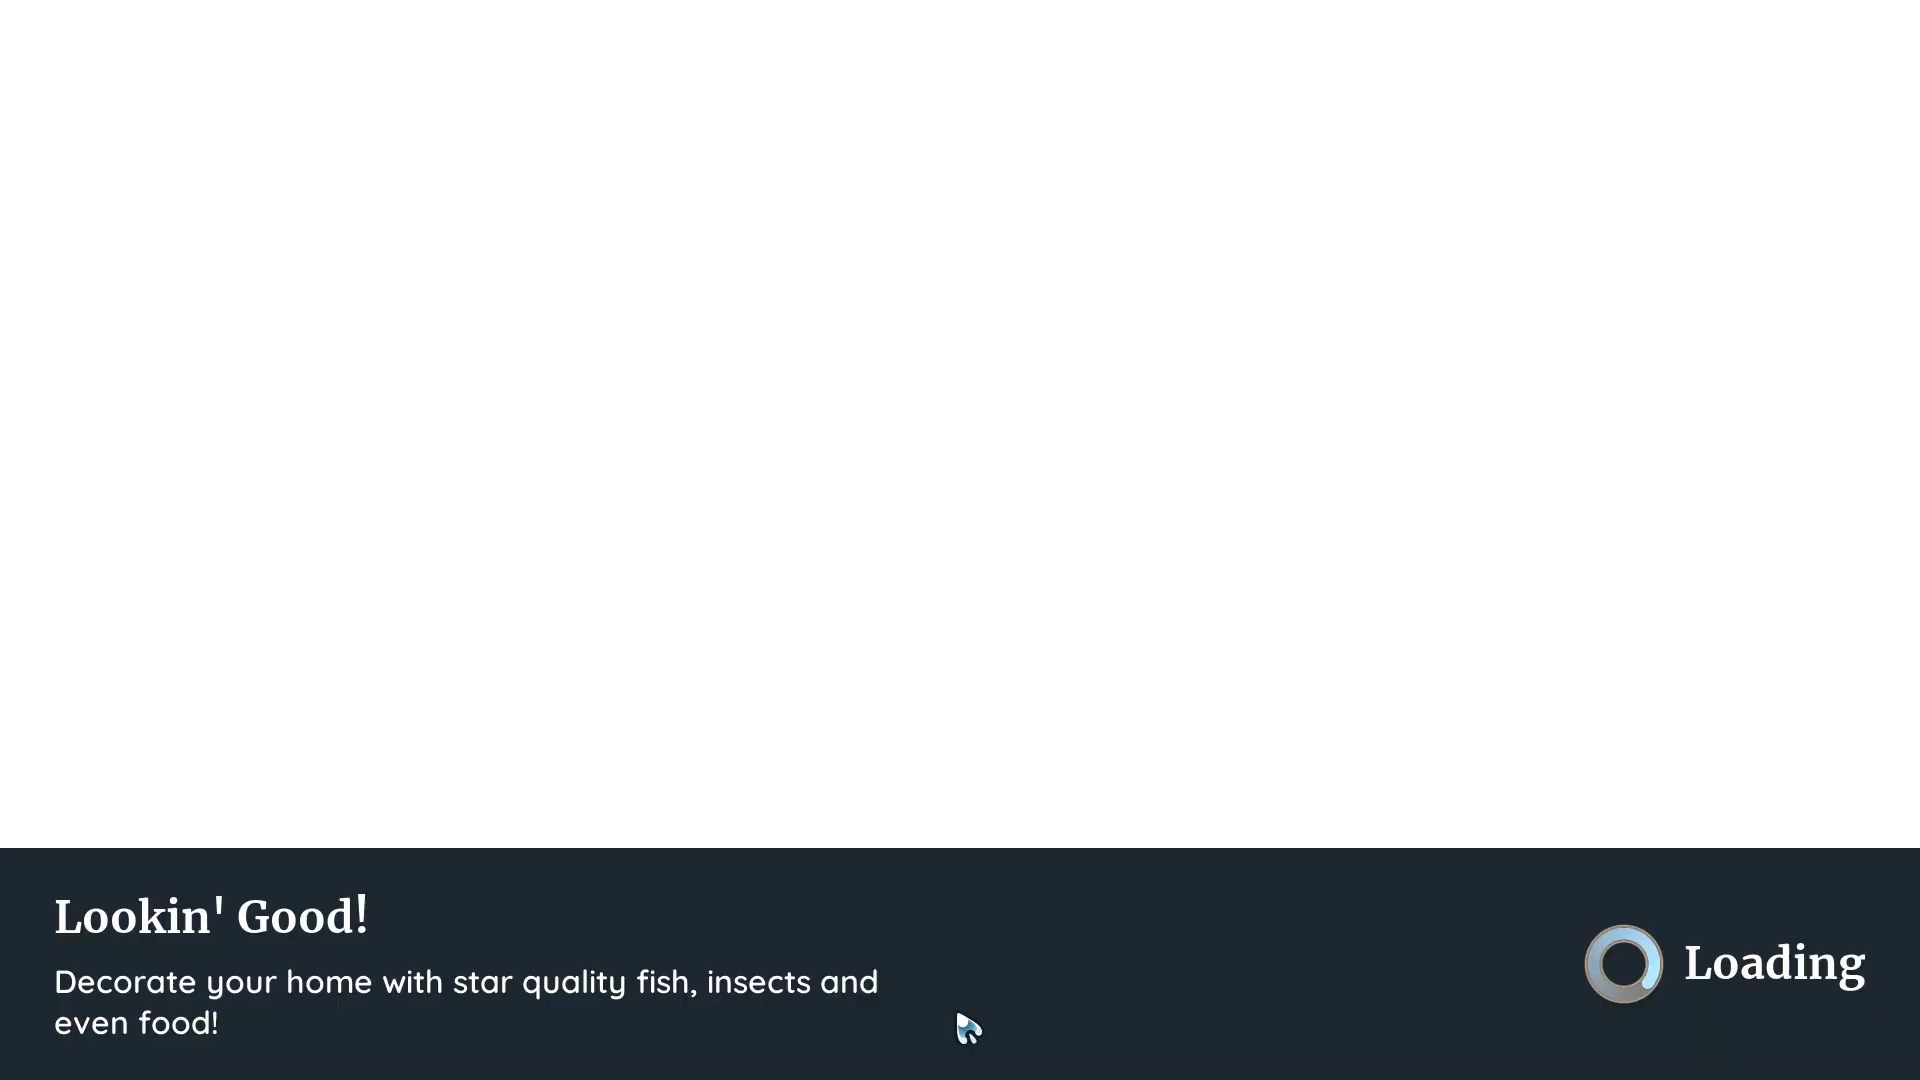 Lookin' Good!
Decorate your home with star quality fish, insects and
even food!
Loading